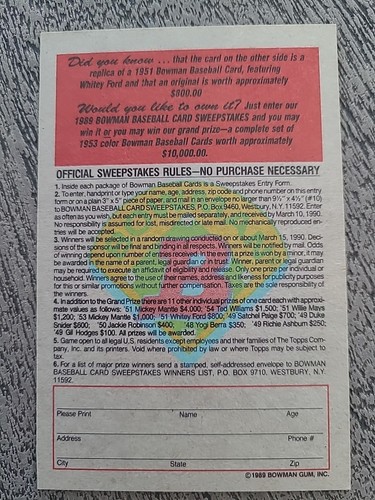 Did you know ... that the card on the other side is a
replica of a 1951 Bowman Baseball Card, featuring
Whitey Ford and that an original is worth approximately
$800.00
Would you like to own it? Just enter our
1989 BOWMAN BASEBALL CARD SWEEPSTAKES and you may
win it or you may win our grand prize—a complete set of
1953 color Bowman Baseball Cards worth approximately
$10,000.00.
OFFICIAL SWEEPSTAKES RULES—NO PURCHASE NECESSARY
1. Inside each package of Bowman Baseball Cards is a Sweepstakes Entry Form.
2. To enter, handprint or type your name, age, address, zip code and phone number on this entry
form or on a plain 3" x 5" piece of paper, and mail in an envelope no larger than 9½" x 4½" (#10)
to BOWMAN BASEBALL CARD SWEEPSTAKES, P.O. Box 9460, Westbury, N.Y. 11592. Enter
as often as you wish, but each entry must be mailed separately, and received by March 10, 1990.
No responsibility is assumed for lost, misdirected or late mail. No mechanically reproduced en-
tries will be accepted.
3. Winners will be selected in a random drawing conducted on or about March 15, 1990. Deci-
sions of the sponsor will be final and binding in all respects. Winners will be notified by mail. Odds
of winning depend upon number of entries received. In the event a prize is won by a minor, it may
be awarded in the name of a parent, legal guardian or in trust. Winner, parent or legal guardian
may be required to execute an affidavit of eligibility and release. Only one prize per individual or
household. Winners agree to the use of their names, address and likeness for publicity purposes
for this or similar promotions without further compensation. Taxes are the sole responsibility of
the winners.
4. In addition to the Grand Prize there are 11 other individual prizes of one card each with approxi-
mate values as follows: '51 Mickey Mantle $4,000; '54 Ted Williams $1,500; '51 Willie Mays
$1,200; '53 Mickey Mantle $1,000; '51 Whitey Ford $800; '49 Satchel Paige $700; '49 Duke
Snider $600; '50 Jackie Robinson $400; '48 Yogi Berra $350; '49 Richie Ashburn $250;
'49 Gil Hodges $100. All prizes will be awarded.
5. Game open to all legal U.S. residents except employees and their families of The Topps Com-
pany, Inc. and its printers. Void where prohibited by law or where Topps may be subject to
tax.
6. For a list of major prize winners send a stamped, self-addressed envelope to BOWMAN
BASEBALL CARD SWEEPSTAKES WINNERS LIST, P.O. BOX 9710, WESTBURY, N.Y.
11592.
Please Print Name Age
Address Phone #
City State Zip
© 1989 BOWMAN GUM, INC.